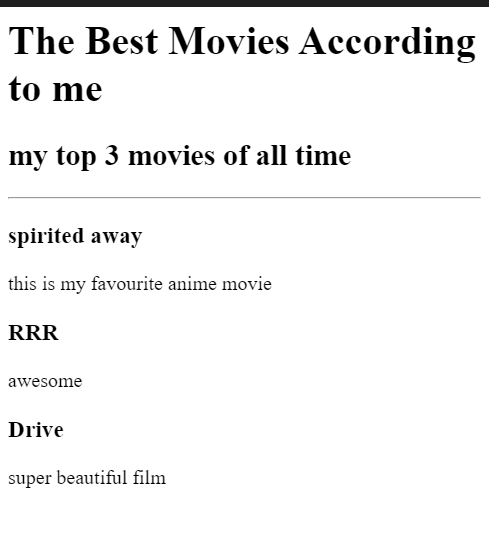 The Best Movies According
to me
my top 3 movies of all time
spirited away
this is my favourite anime movie
RRR
awesome
Drive
super beautiful film